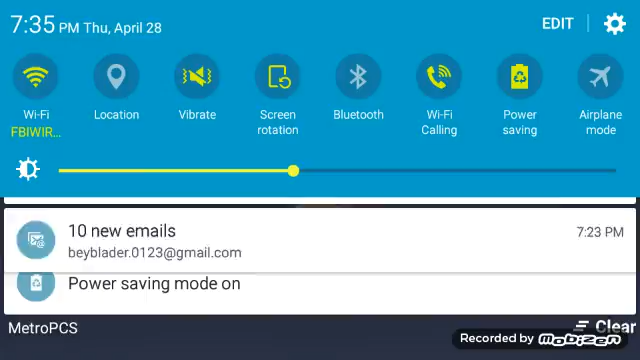 7:35 PM Thu, April 28 EDIT
Wi-Fi Location Vibrate Screen rotation Bluetooth Wi-Fi Calling Power saving Airplane mode
FBIWIR...
10 new emails 7:23 PM
beyblader.0123@gmail.com
Power saving mode on
MetroPCS Clear
Recorded by MOBIZEN